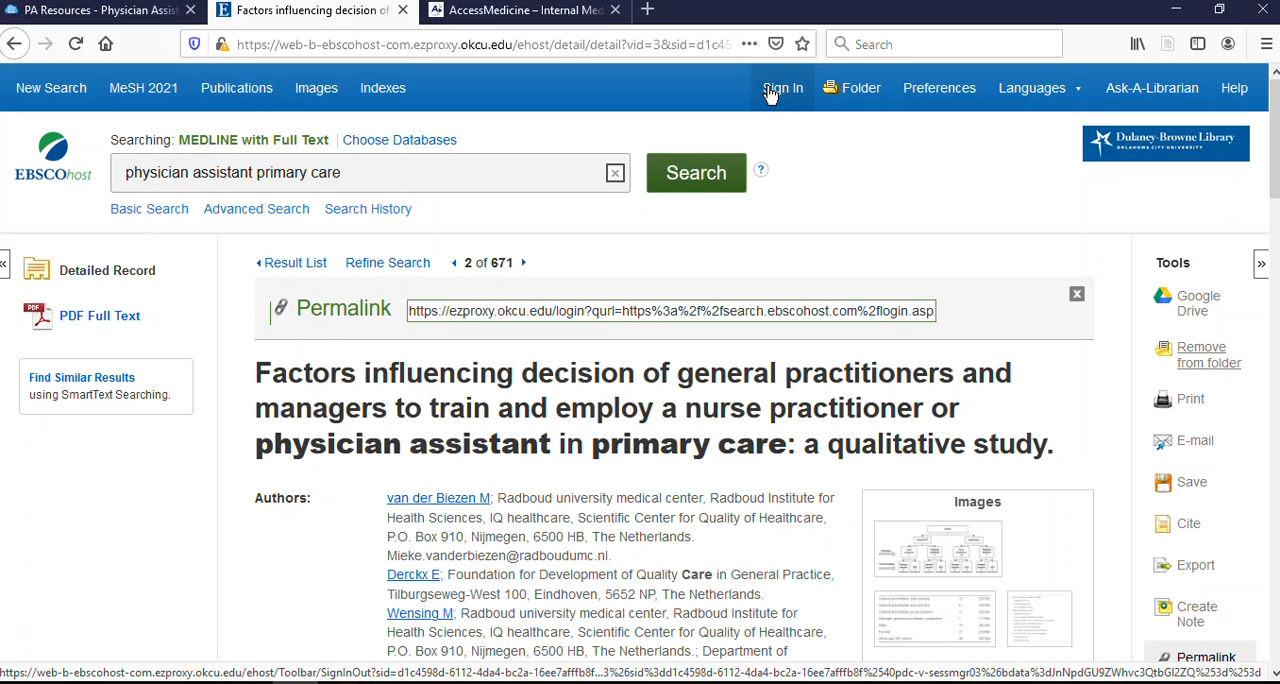 PA Resources - Physician Assist
Factors influencing decision of
AccessMedicine – Internal Med
https://web-b-ebscohost-com.ezproxy.okcu.edu/ehost/detail/detail?vid=3&sid=d1c45
Search
New Search
MeSH 2021
Publications
Images
Indexes
Sign In
Folder
Preferences
Languages
Ask-A-Librarian
Help
Searching: MEDLINE with Full Text
Choose Databases
Dulaney-Browne Library
OKLAHOMA CITY UNIVERSITY
EBSCOhost
physician assistant primary care
Search
Basic Search
Advanced Search
Search History
Detailed Record
PDF Full Text
Find Similar Results
using SmartText Searching.
Result List
Refine Search
2 of 671
Permalink
https://ezproxy.okcu.edu/login?qurl=https%3a%2f%2fsearch.ebscohost.com%2flogin.asp
Factors influencing decision of general practitioners and
managers to train and employ a nurse practitioner or
physician assistant in primary care: a qualitative study.
Authors:
van der Biezen M; Radboud university medical center, Radboud Institute for
Health Sciences, IQ healthcare, Scientific Center for Quality of Healthcare,
P.O. Box 910, Nijmegen, 6500 HB, The Netherlands.
Mieke.vanderbiezen@radboudumc.nl.
Derckx E; Foundation for Development of Quality Care in General Practice,
Tilburgseweg-West 100, Eindhoven, 5652 NP, The Netherlands.
Wensing M; Radboud university medical center, Radboud Institute for
Health Sciences, IQ healthcare, Scientific Center for Quality of Healthcare,
P.O. Box 910, Nijmegen, 6500 HB, The Netherlands.; Department of
Images
Tools
Google
Drive
Remove
from folder
Print
E-mail
Save
Cite
Export
Create
Note
Permalink